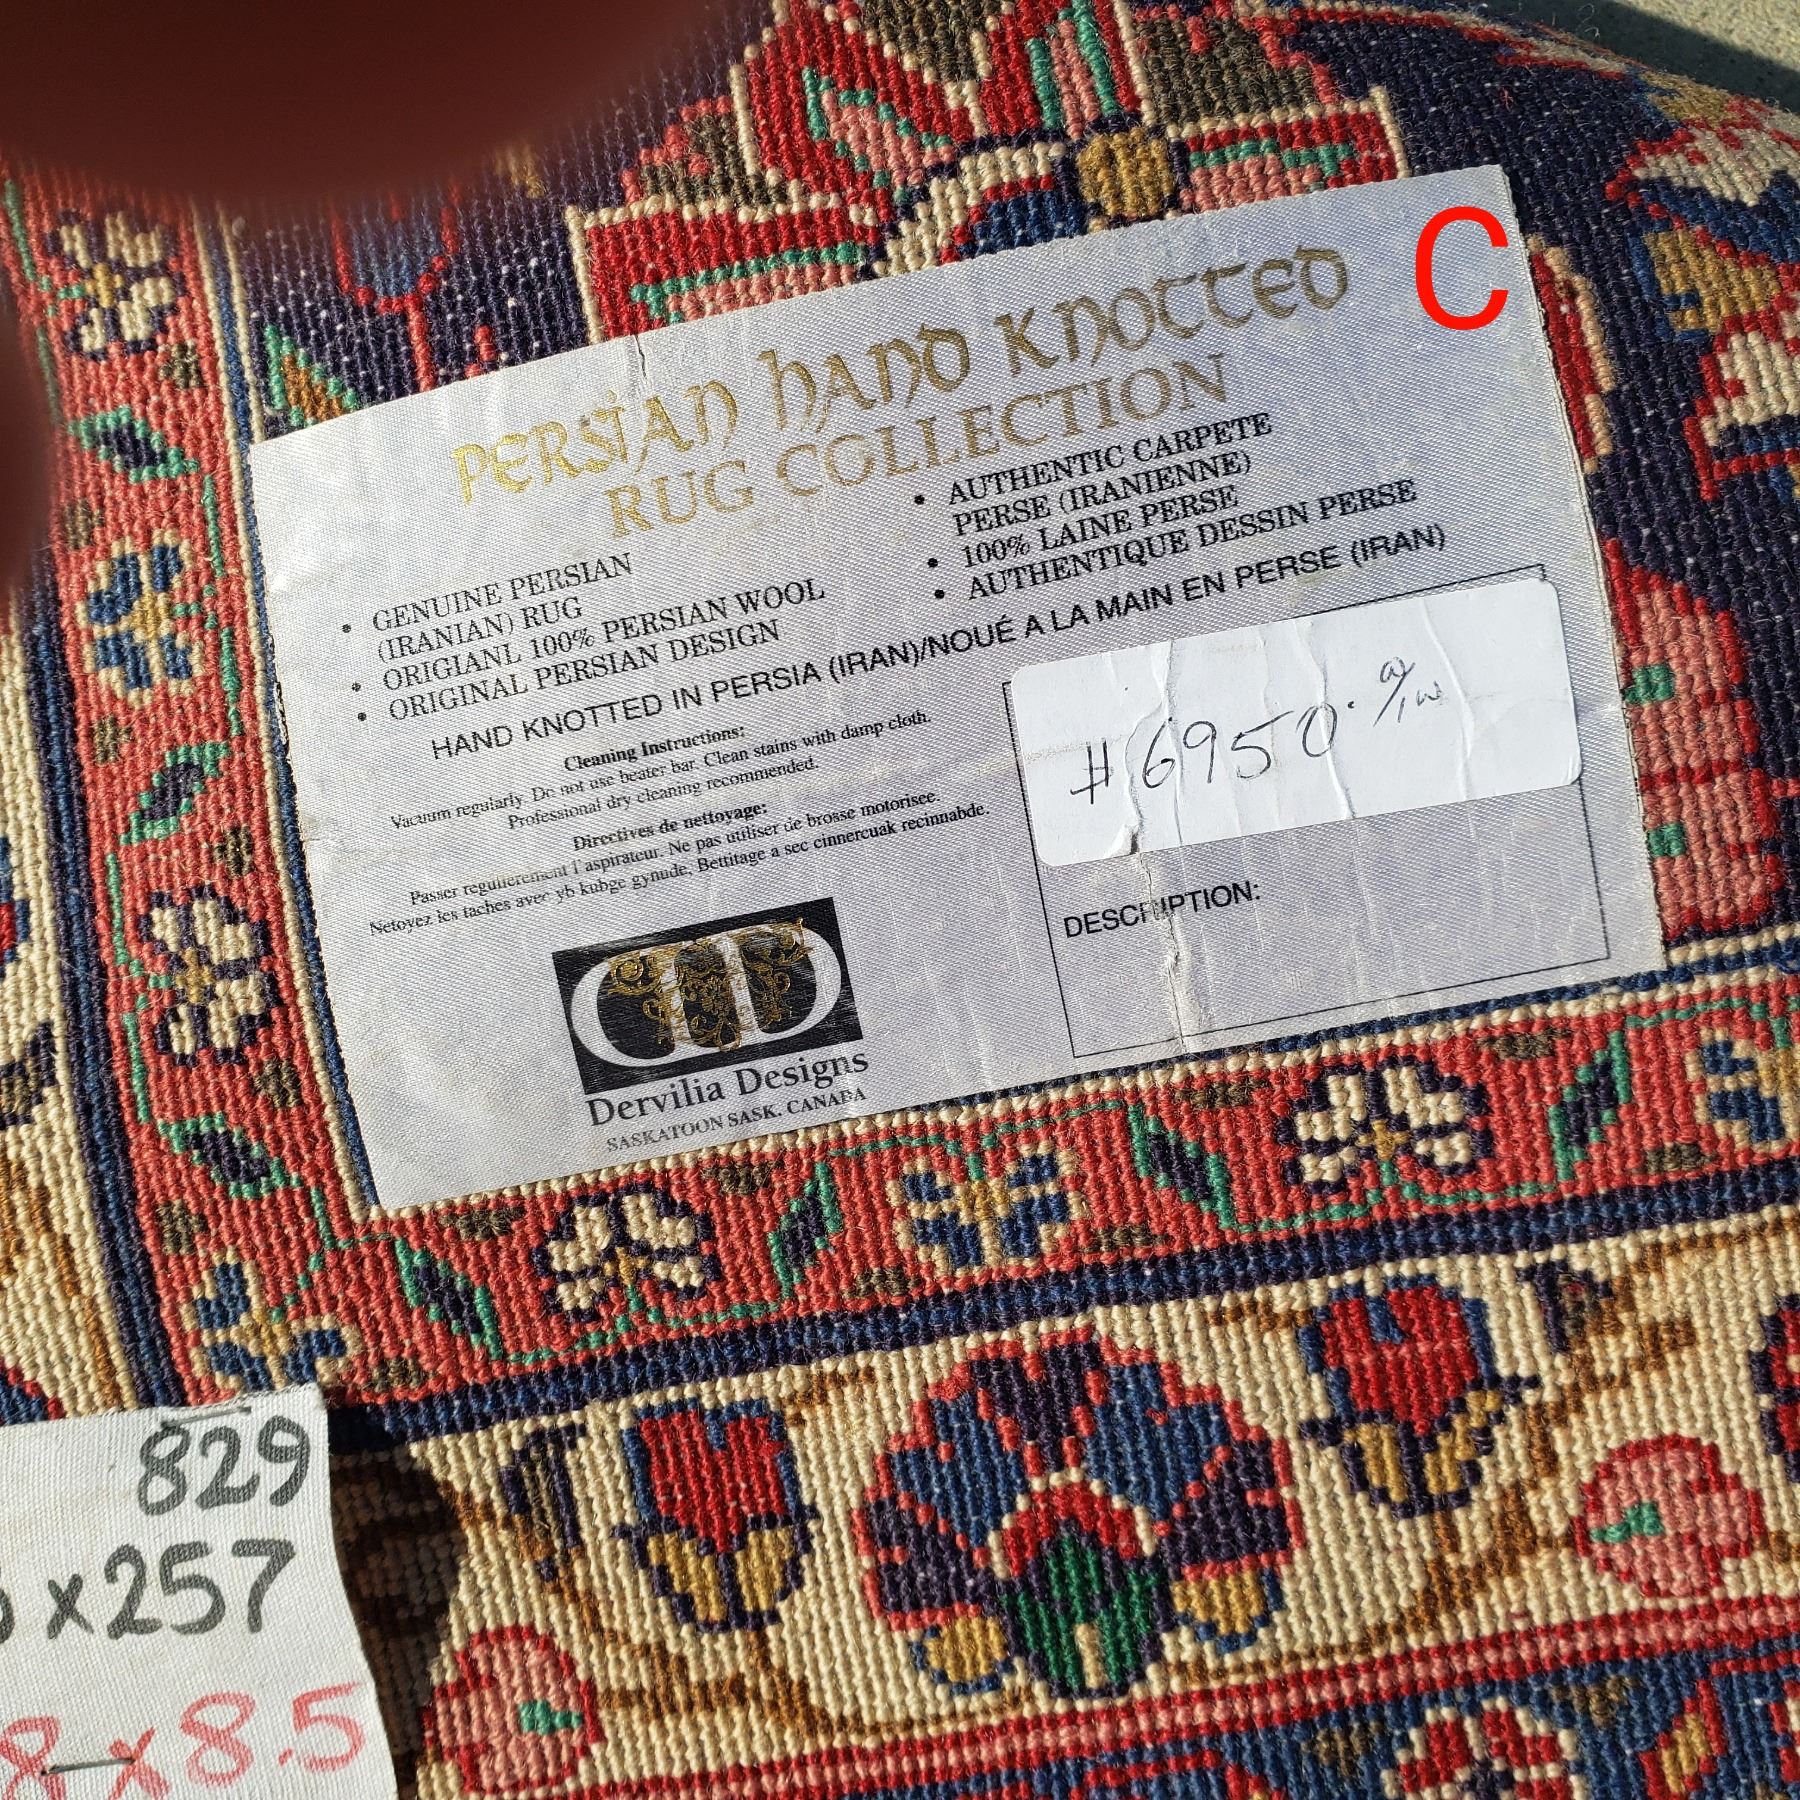 C
PERSIAN HAND KNOTTED
RUG COLLECTION
• GENUINE PERSIAN
(IRANIAN) RUG
• ORIGIANL 100% PERSIAN WOOL
• ORIGINAL PERSIAN DESIGN
• AUTHENTIC CARPETE
PERSE (IRANIENNE)
• 100% LAINE PERSE
• AUTHENTIQUE DESSIN PERSE
HAND KNOTTED IN PERSIA (IRAN)/NOUÉ A LA MAIN EN PERSE (IRAN)
Cleaning Instructions:
Vacuum regularly. Do not use beater bar. Clean stains with damp cloth.
Professional dry cleaning recommended.
Directives de nettoyage:
Passer regulierement l'aspirateur. Ne pas utiliser de brosse motorisee.
Netoyez les taches avec yb kubge gynude, Bettitage a sec cinnercuak recinnabde.
#6950.
DESCRIPTION:
Dervilia Designs
SASKATOON SASK. CANADA
829
x257
8x8.5